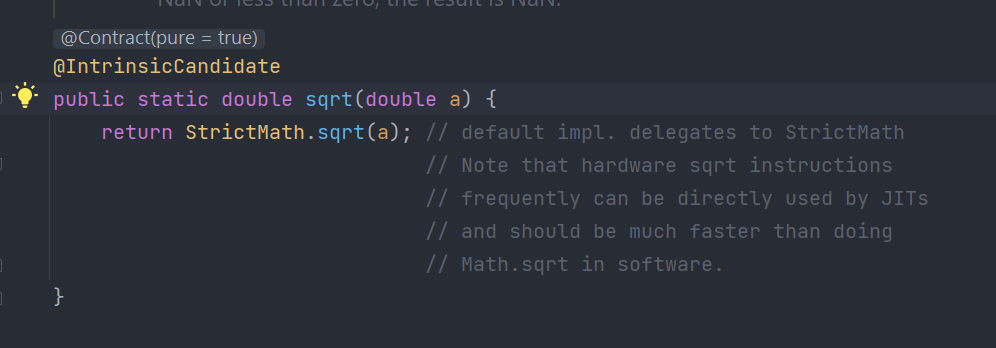 NaN or less than zero, the result is NaN.
@Contract(pure = true)
@IntrinsicCandidate
public static double sqrt(double a) {
return StrictMath.sqrt(a); // default impl. delegates to StrictMath
// Note that hardware sqrt instructions
// frequently can be directly used by JITs
// and should be much faster than doing
// Math.sqrt in software.
}